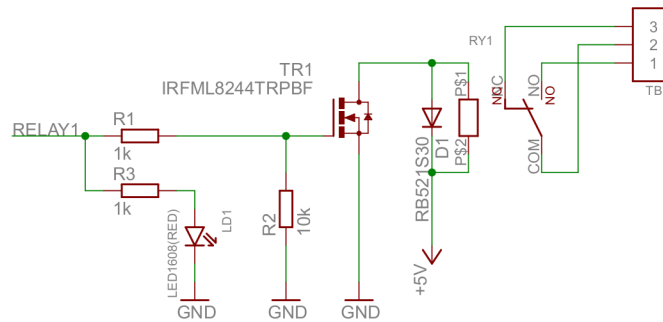 RY1
3
2
1
TB
TR1
IRFML8244TRPBF
P$1
NC
NO
NO
RELAY1
R1
1k
R3
1k
LED1608(RED)
LD1
R2
10k
RB521S30
D1
P$2
COM
+5V
GND
GND
GND